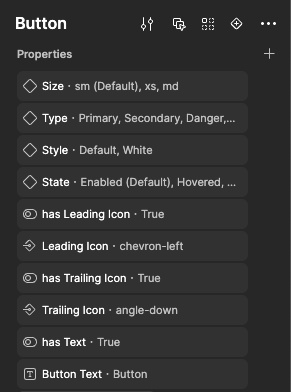 Button
Properties
Size · sm (Default), xs, md
Type · Primary, Secondary, Danger,...
Style · Default, White
State · Enabled (Default), Hovered, ...
has Leading Icon · True
Leading Icon · chevron-left
has Trailing Icon · True
Trailing Icon · angle-down
has Text · True
Button Text · Button